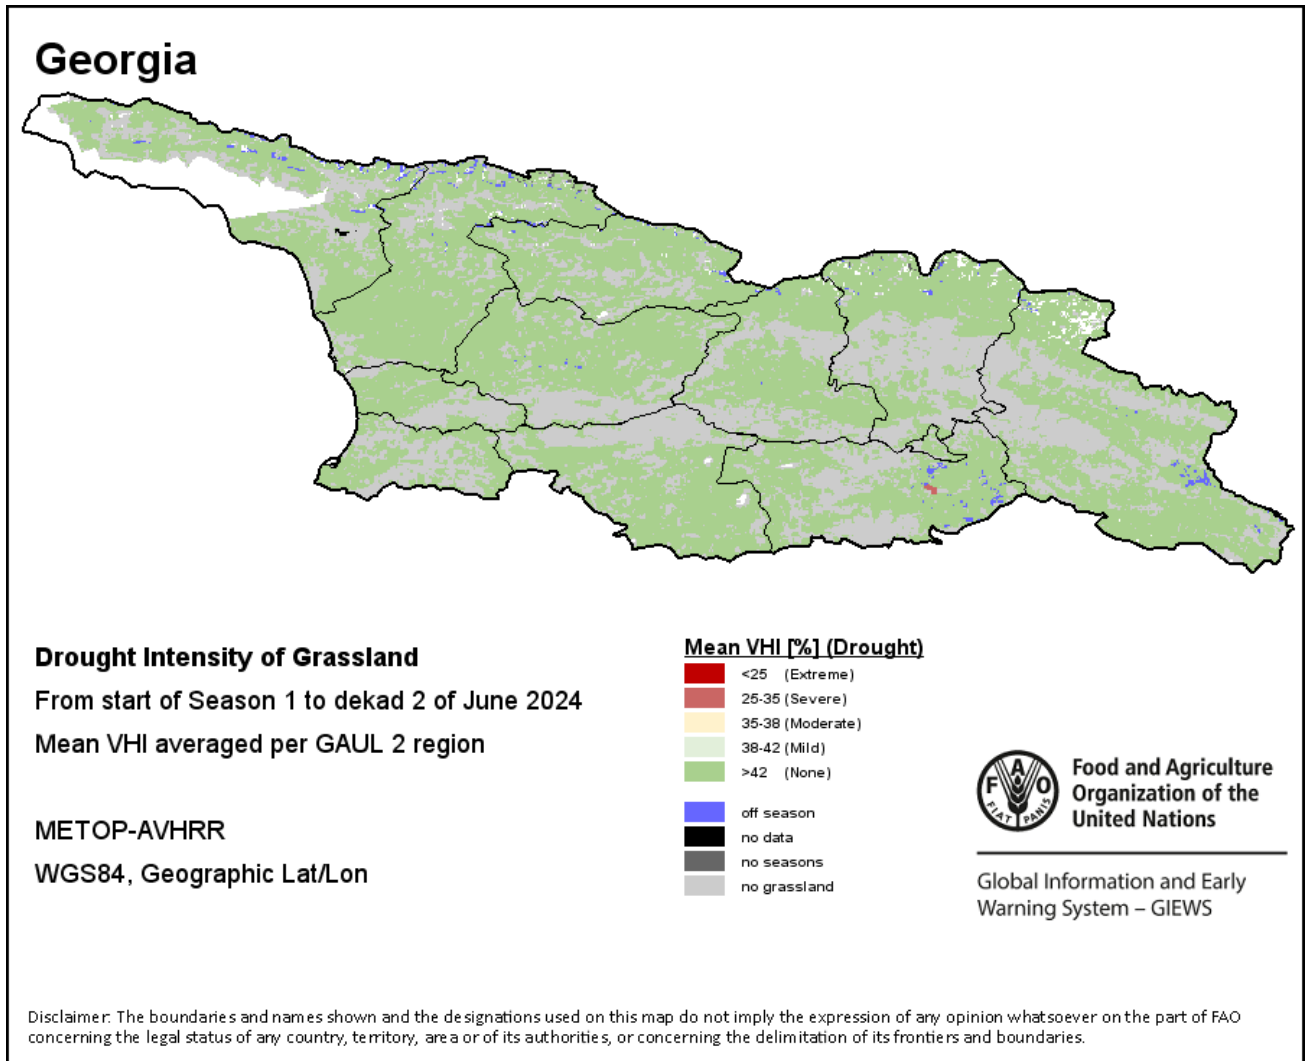 Georgia
Drought Intensity of Grassland
From start of Season 1 to dekad 2 of June 2024
Mean VHI averaged per GAUL 2 region
METOP-AVHRR
WGS84, Geographic Lat/Lon
Mean VHI [%] (Drought)
<25 (Extreme)
25-35 (Severe)
35-38 (Moderate)
38-42 (Mild)
>42 (None)
off season
no data
no seasons
no grassland
F A O
FIAT PANIS
Food and Agriculture
Organization of the
United Nations
Global Information and Early
Warning System – GIEWS
Disclaimer: The boundaries and names shown and the designations used on this map do not imply the expression of any opinion whatsoever on the part of FAO
concerning the legal status of any country, territory, area or of its authorities, or concerning the delimitation of its frontiers and boundaries.